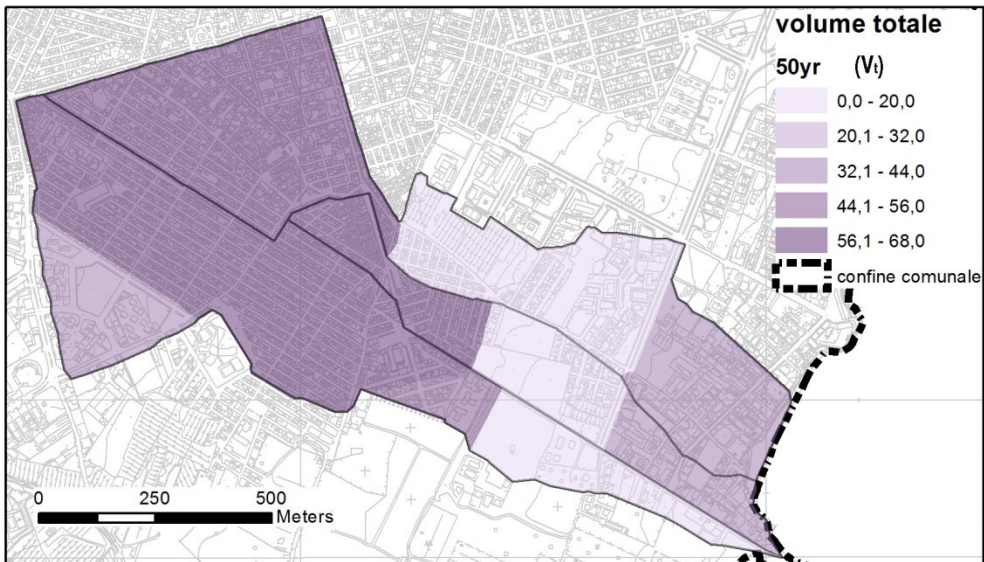 volume totale
50yr (Vt)
0,0 - 20,0
20,1 - 32,0
32,1 - 44,0
44,1 - 56,0
56,1 - 68,0
confine comunale
0 250 500
Meters